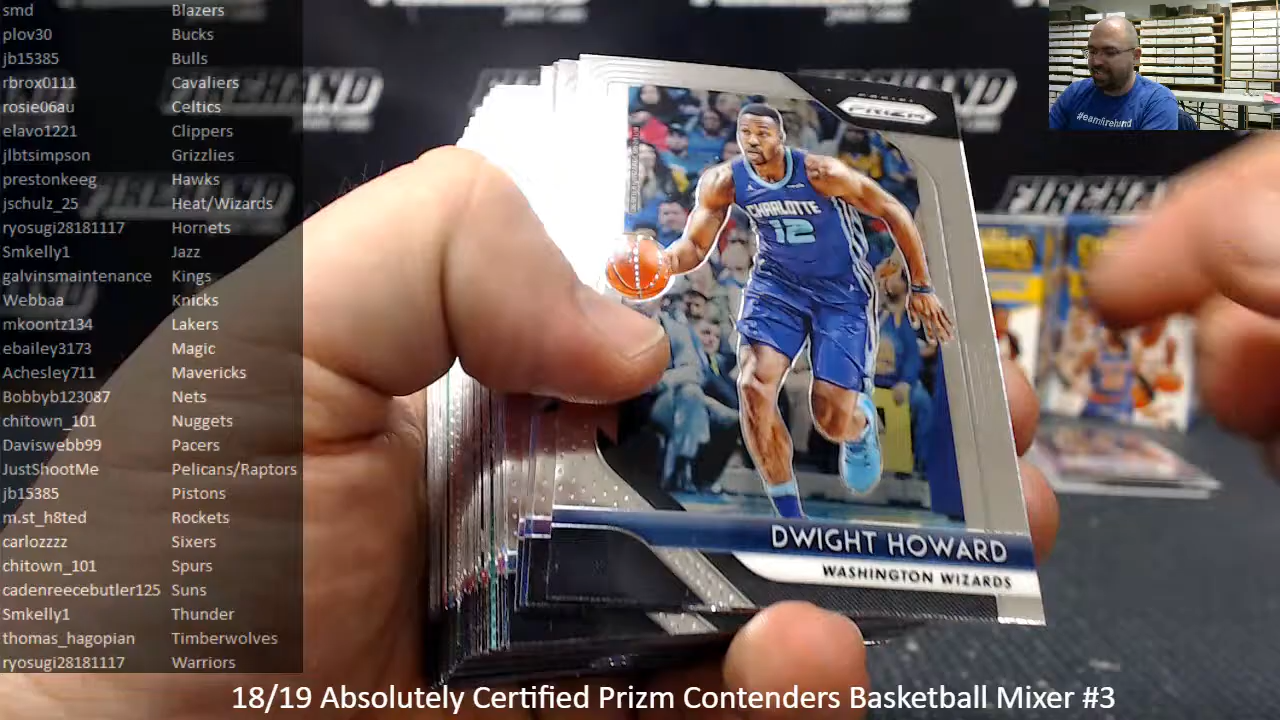 smd Blazers
plov30 Bucks
jb15385 Bulls
rbrox0111 Cavaliers
rosie06au Celtics
elavo1221 Clippers
jlbtsimpson Grizzlies
prestonkeeg Hawks
jschulz_25 Heat/Wizards
ryosugi28181117 Hornets
Smkelly1 Jazz
galvinsmaintenance Kings
Webbaa Knicks
mkoontz134 Lakers
ebailey3173 Magic
Achesley711 Mavericks
Bobbyb123087 Nets
chitown_101 Nuggets
Daviswebb99 Pacers
JustShootMe Pelicans/Raptors
jb15385 Pistons
m.st_h8ted Rockets
carlozzzz Sixers
chitown_101 Spurs
cadenreecebutler125 Suns
Smkelly1 Thunder
thomas_hagopian Timberwolves
ryosugi28181117 Warriors
PANINI
PRIZM
CHARLOTTE
12
DWIGHT HOWARD
WASHINGTON WIZARDS
#teamfirehand
FIREHAND
18/19 Absolutely Certified Prizm Contenders Basketball Mixer #3